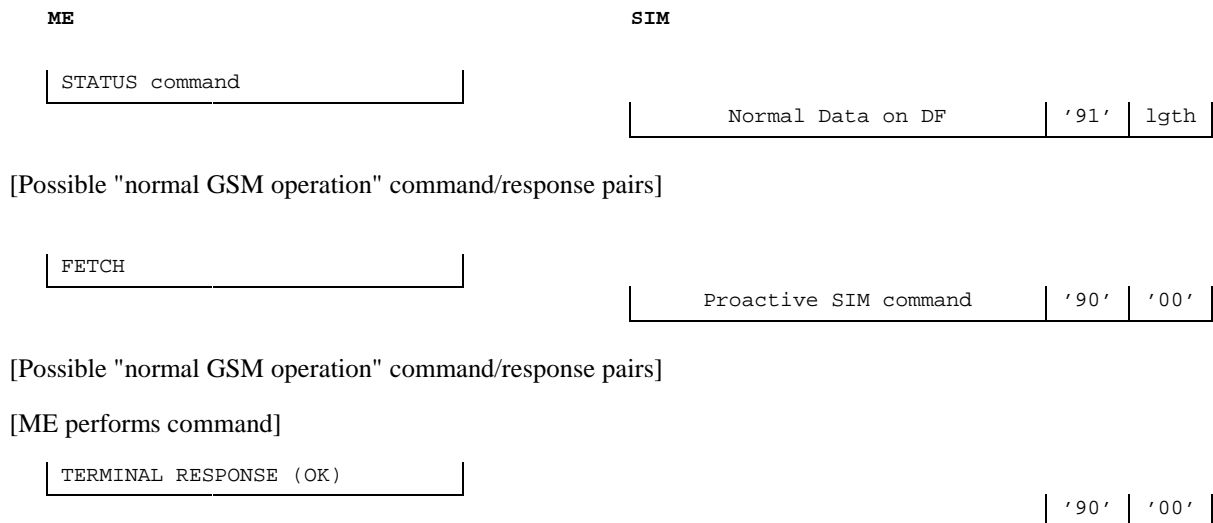 ME SIM
STATUS command
Normal Data on DF '91' lgth
[Possible "normal GSM operation" command/response pairs]
FETCH
Proactive SIM command '90' '00'
[Possible "normal GSM operation" command/response pairs]
[ME performs command]
TERMINAL RESPONSE (OK)
'90' '00'